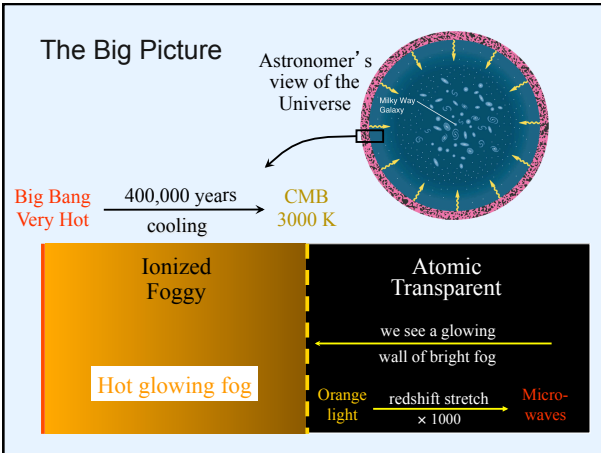 The Big Picture
Astronomer’s
view of the
Universe
Milky Way
Galaxy
Big Bang
Very Hot
400,000 years
cooling
CMB
3000 K
Ionized
Foggy
Atomic
Transparent
we see a glowing
wall of bright fog
Hot glowing fog
Orange
light
redshift stretch
× 1000
Micro-
waves